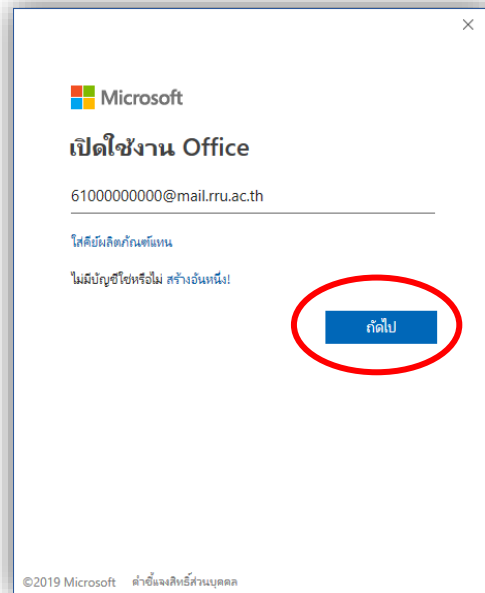 Microsoft
เปิดใช้งาน Office
61000000000@mail.rru.ac.th
ใส่คีย์ผลิตภัณฑ์แทน
ไม่มีบัญชีใช่หรือไม่ สร้างอันหนึ่ง!
ถัดไป
©2019 Microsoft คำชี้แจงสิทธิ์ส่วนบุคคล